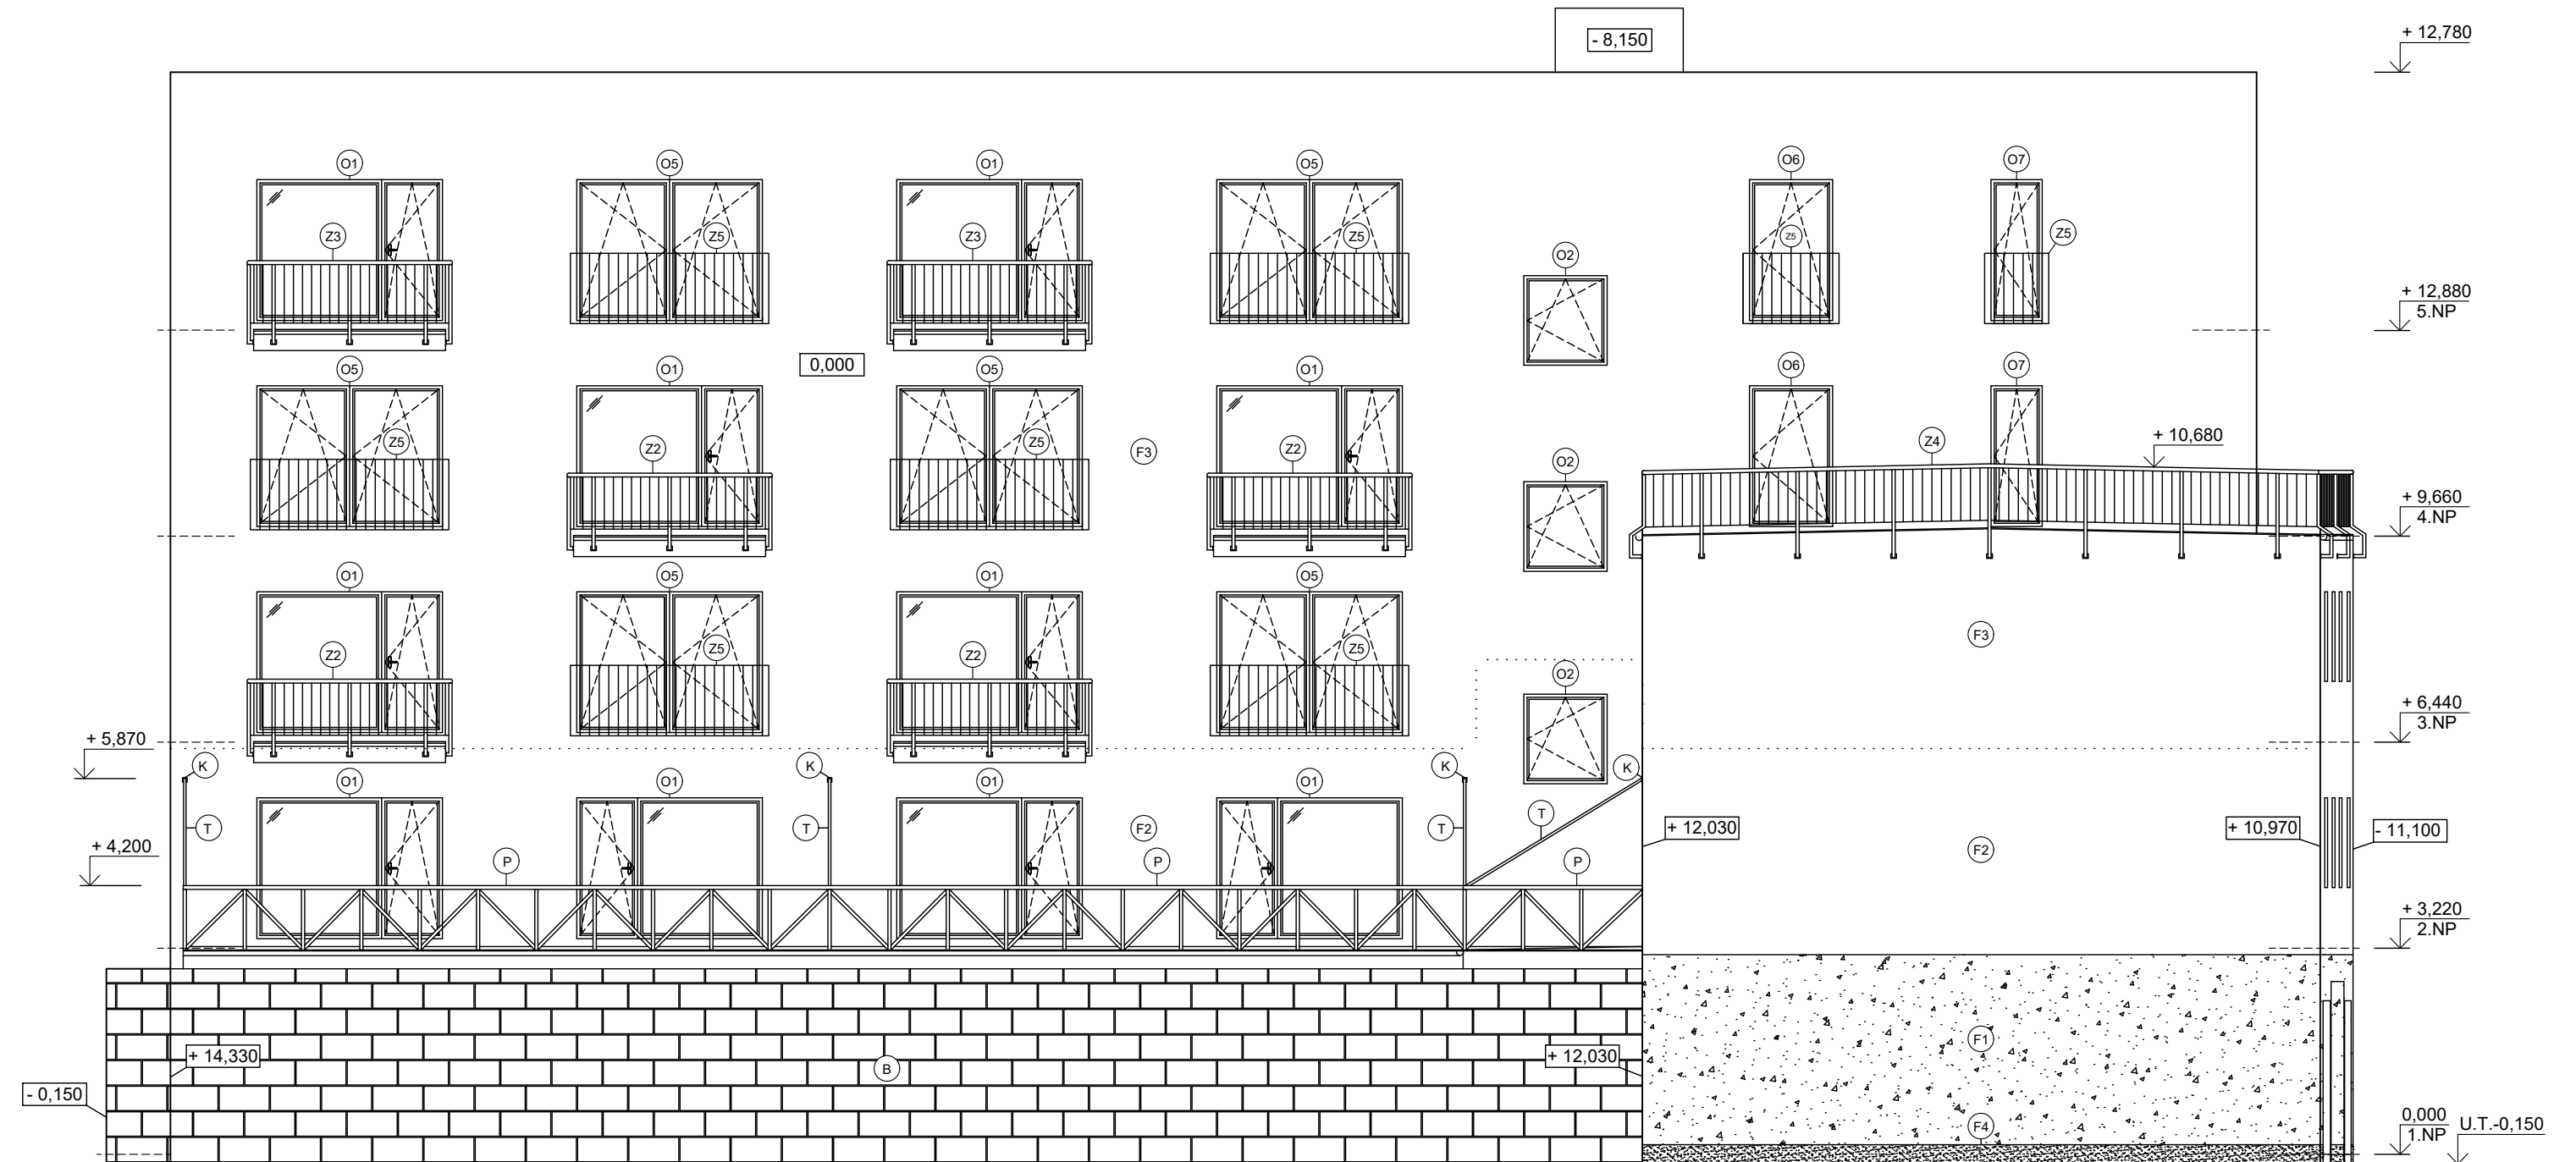 - 8,150
+ 12,780
O1 O5 O1 O5 O6 O7
Z3 Z5 Z3 Z5 Z5 Z5
O2
+ 12,880
5.NP
0,000
O5 O1 O5 O1 O6 O7
Z5 Z2 Z5 F3 Z2 Z4
+ 10,680
O2
+ 9,660
4.NP
O1 O5 O1 O5
F3
Z2 Z5 Z2 Z5
O2
+ 6,440
3.NP
+ 5,870
K K K K
O1 O1 O1 O1
T T F2 T T
+ 12,030
+ 10,970
- 11,100
+ 4,200
P P P
F2
+ 3,220
2.NP
F1
+ 14,330
B
+ 12,030
- 0,150
F4
0,000
1.NP
U.T.-0,150